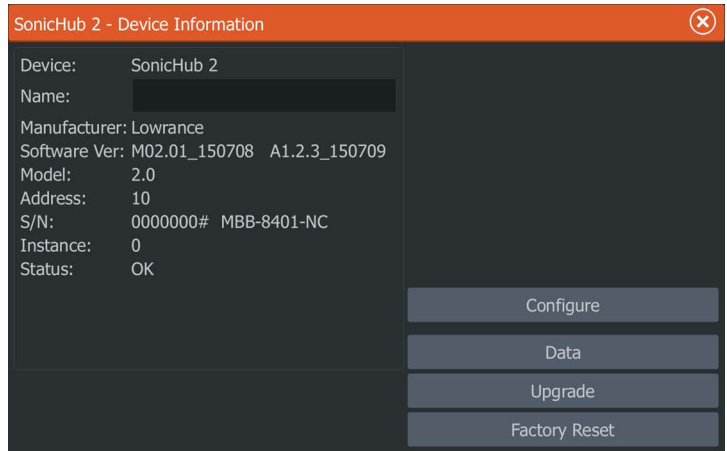 SonicHub 2 - Device Information
Device: SonicHub 2
Name:
Manufacturer: Lowrance
Software Ver: M02.01_150708 A1.2.3_150709
Model: 2.0
Address: 10
S/N: 0000000# MBB-8401-NC
Instance: 0
Status: OK
Configure
Data
Upgrade
Factory Reset